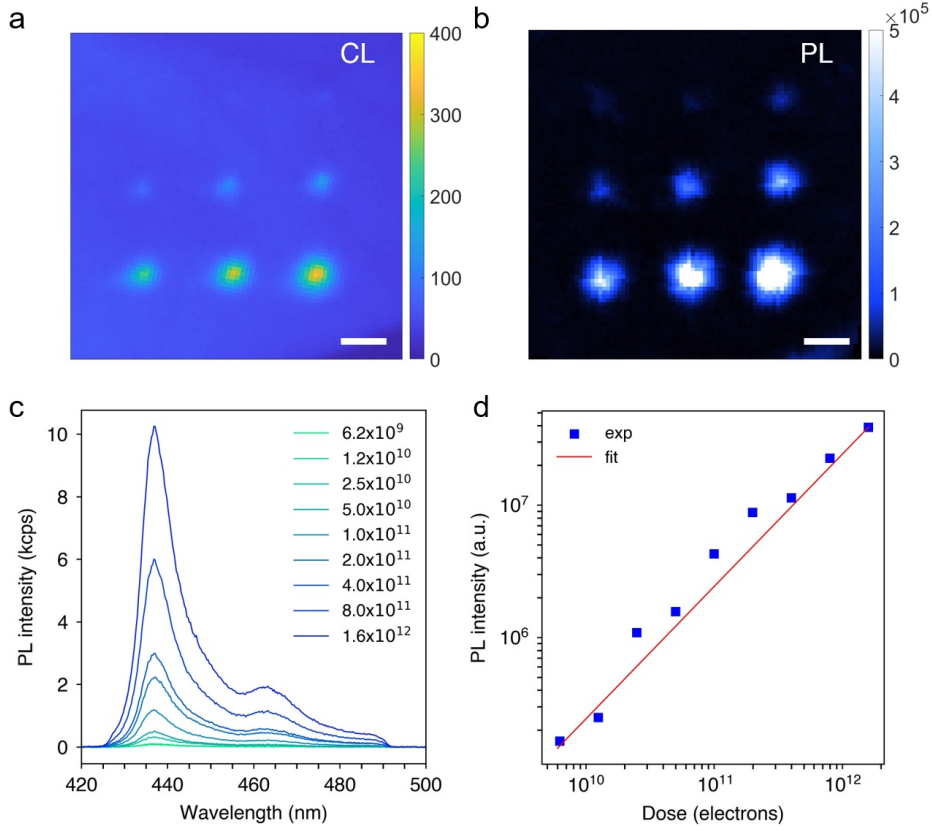 a
CL
400
300
200
100
0
b
PL
×10⁵
5
4
3
2
1
0
c
PL intensity (kcps)
10
8
6
4
2
0
6.2x10⁹
1.2x10¹⁰
2.5x10¹⁰
5.0x10¹⁰
1.0x10¹¹
2.0x10¹¹
4.0x10¹¹
8.0x10¹¹
1.6x10¹²
420 440 460 480 500
Wavelength (nm)
d
PL intensity (a.u.)
exp
fit
10⁷
10⁶
10¹⁰ 10¹¹ 10¹²
Dose (electrons)